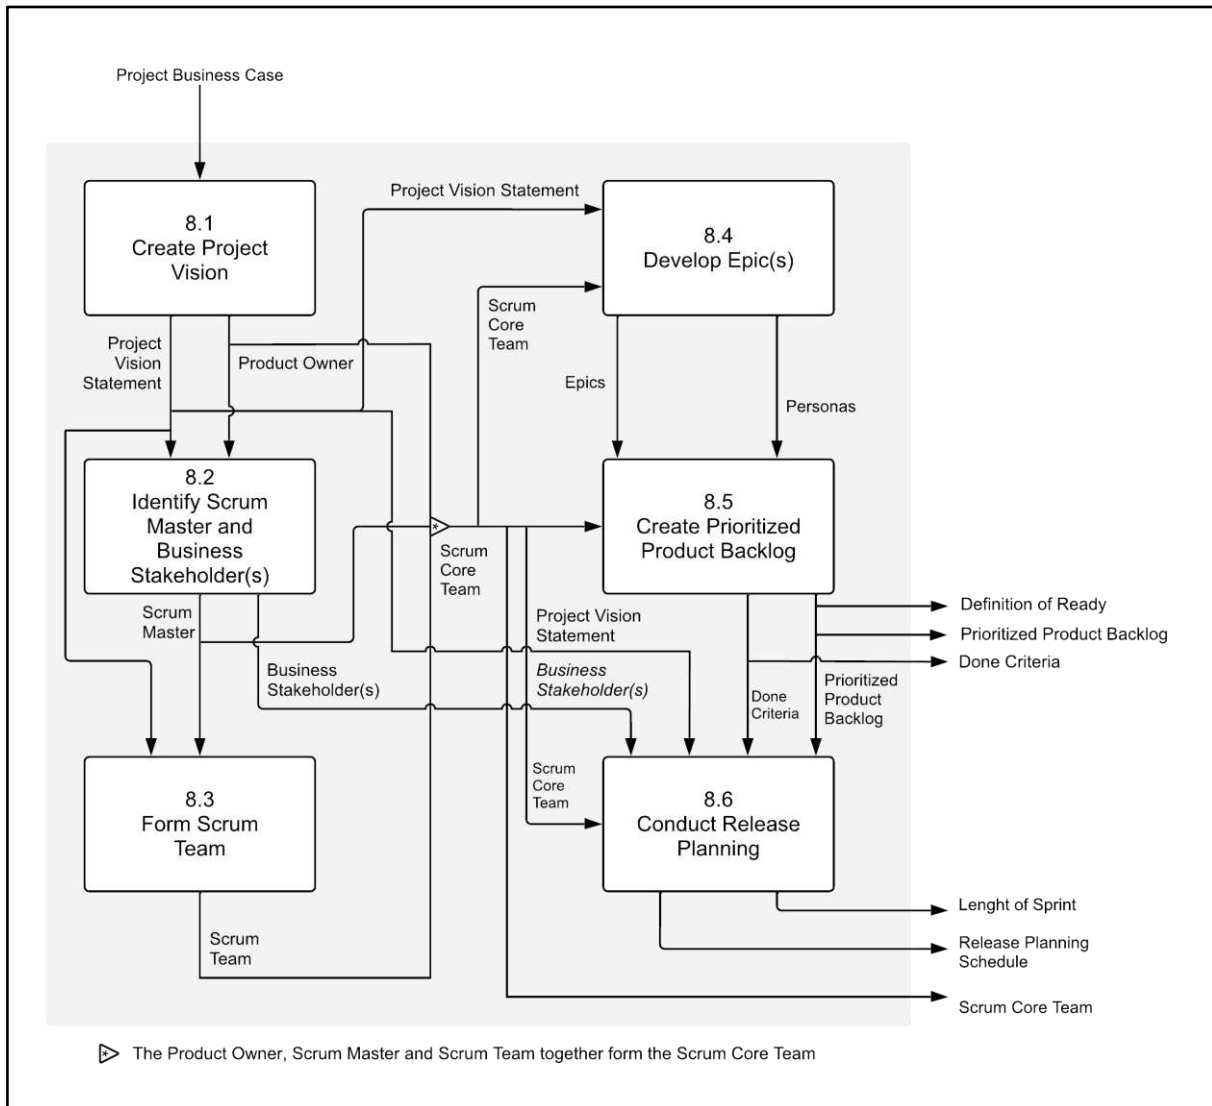 Project Business Case
8.1
Create Project
Vision
Project Vision Statement
8.4
Develop Epic(s)
Scrum
Core
Team
Project
Vision
Statement
Product Owner
Epics
Personas
8.2
Identify Scrum
Master and
Business
Stakeholder(s)
*
Scrum
Core
Team
8.5
Create Prioritized
Product Backlog
Scrum
Master
Business
Stakeholder(s)
Project Vision
Statement
Business
Stakeholder(s)
Done
Criteria
Prioritized
Product
Backlog
Definition of Ready
Prioritized Product Backlog
Done Criteria
8.3
Form Scrum
Team
Scrum
Core
Team
8.6
Conduct Release
Planning
Scrum
Team
Lenght of Sprint
Release Planning
Schedule
Scrum Core Team
* The Product Owner, Scrum Master and Scrum Team together form the Scrum Core Team